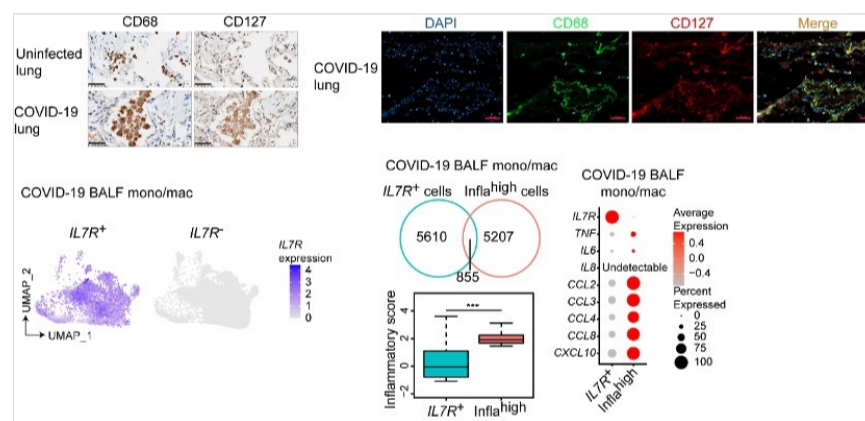 CD68 CD127
Uninfected
lung
COVID-19
lung
DAPI CD68 CD127 Merge
COVID-19
lung
COVID-19 BALF mono/mac
IL7R+ IL7R-
IL7R
expression
4
3
2
1
0
UMAP_2
UMAP_1
COVID-19 BALF mono/mac
IL7R+ cells Inflahigh cells
5610 5207
855
Inflammatory score
4
2
0
−2
***
IL7R+ Inflahigh
COVID-19 BALF
mono/mac
IL7R
TNF
IL6
IL8 Undetectable
CCL2
CCL3
CCL4
CCL8
CXCL10
IL7R+
Inflahigh
Average
Expression
0.4
0.0
−0.4
Percent
Expressed
0
25
50
75
100